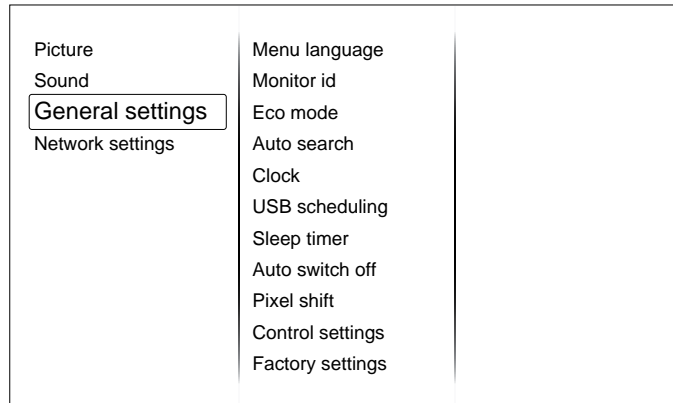 Picture
Sound
General settings
Network settings
Menu language
Monitor id
Eco mode
Auto search
Clock
USB scheduling
Sleep timer
Auto switch off
Pixel shift
Control settings
Factory settings